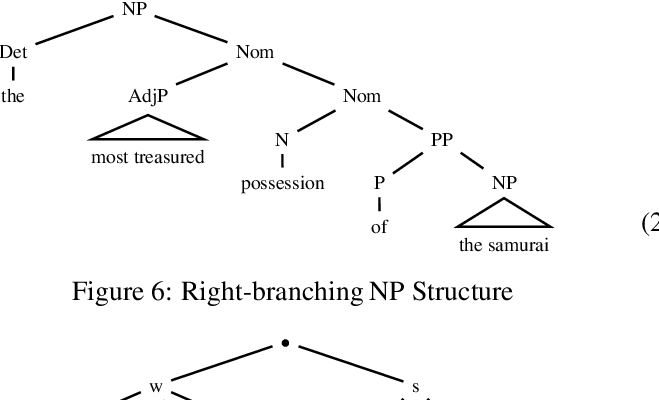 NP
Det Nom
the AdjP Nom
most treasured N PP
possession P NP
of the samurai
(2
Figure 6: Right-branching NP Structure
w s